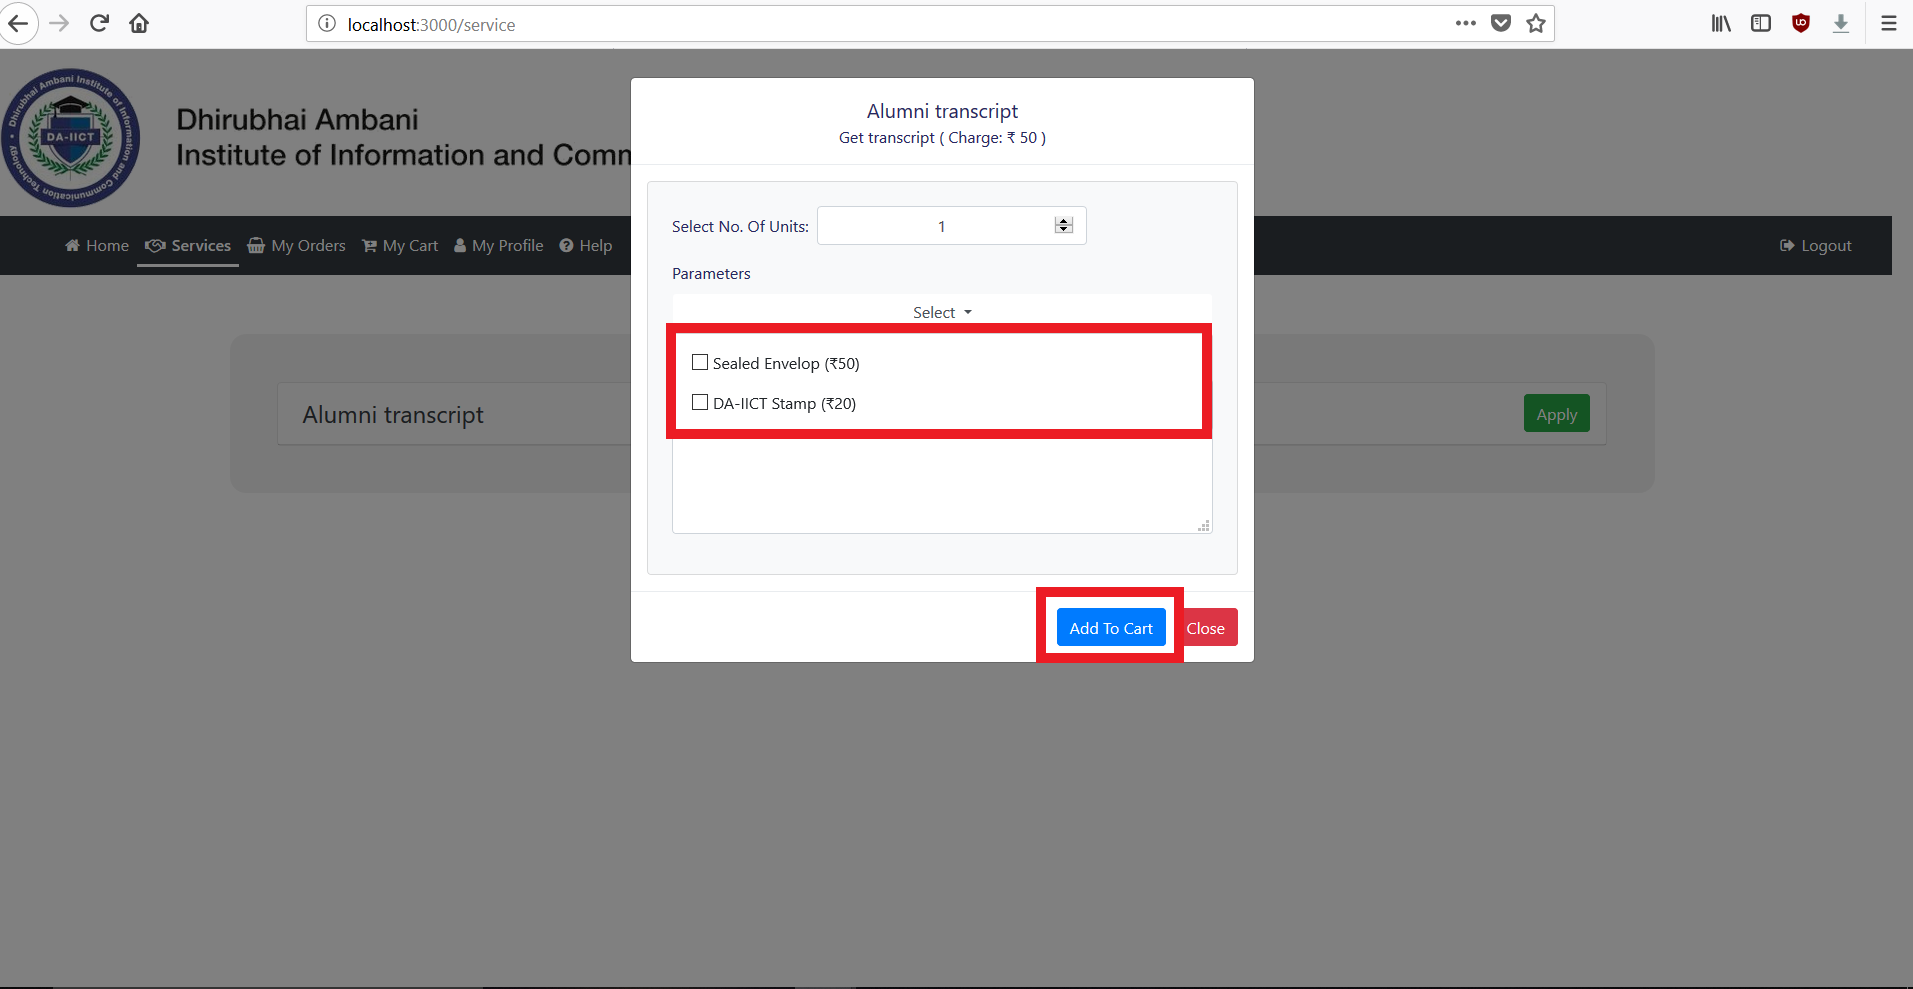 localhost:3000/service
Dhirubhai Ambani Institute of Information and Communication Technology
DA-IICT
Dhirubhai Ambani
Institute of Information and Comm
Home Services My Orders My Cart My Profile Help Logout
Alumni transcript
Get transcript ( Charge: ₹ 50 )
Select No. Of Units: 1
Parameters
Select
Sealed Envelop (₹50)
DA-IICT Stamp (₹20)
Add To Cart Close
Alumni transcript Apply